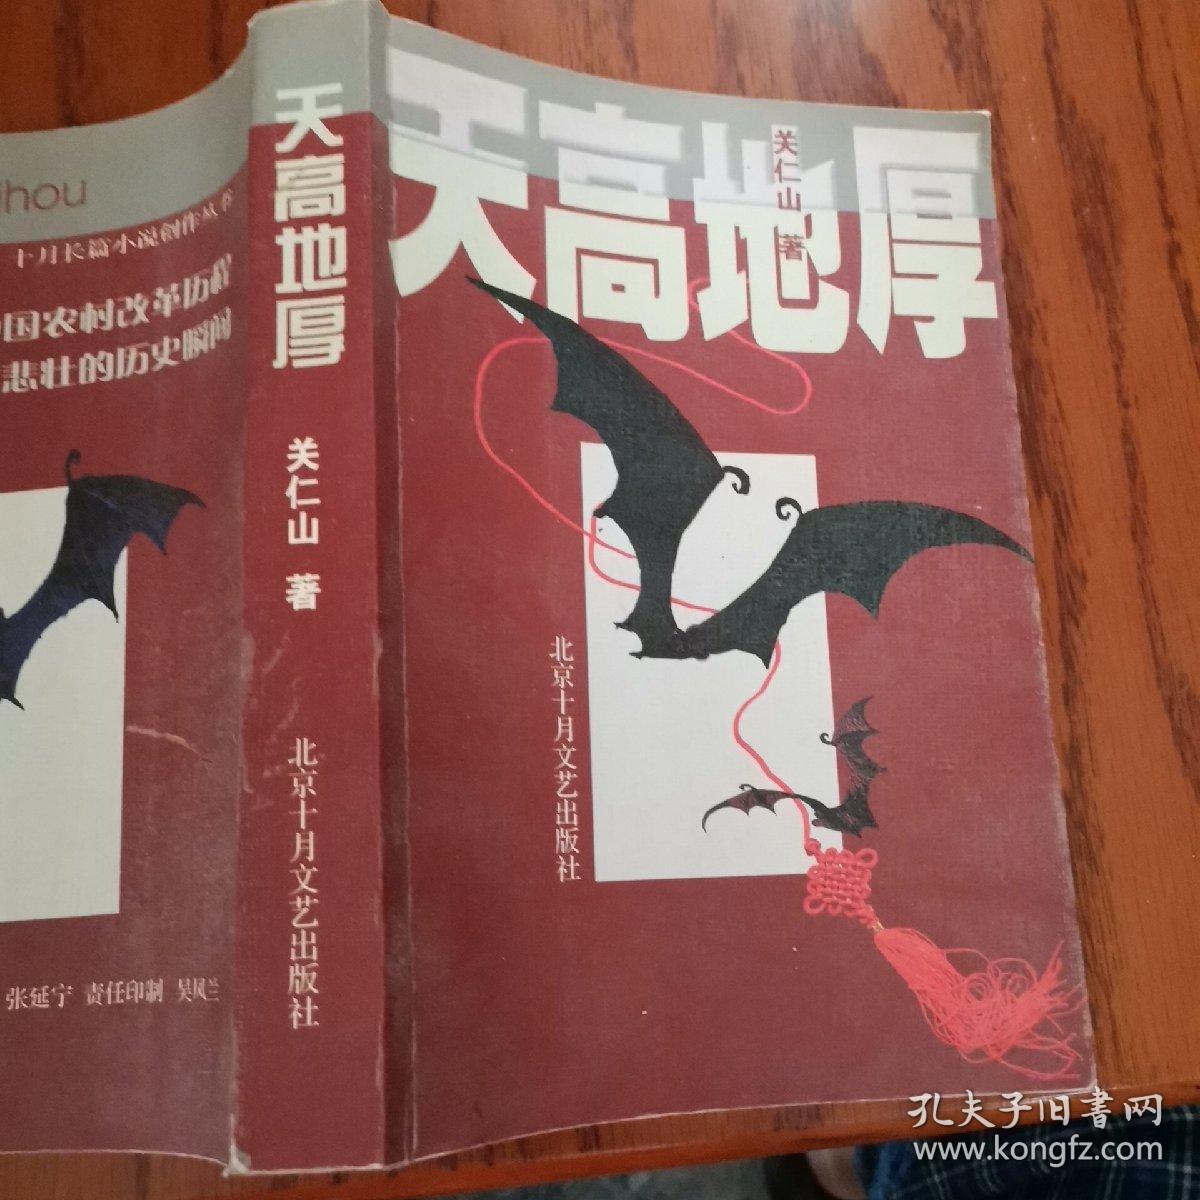 天高地厚
关仁山 著
北京十月文艺出版社
天高地厚
关仁山 著
北京十月文艺出版社
hou
十月长篇小说创作丛书
国农村改革历程
悲壮的历史瞬间
张延宁 责任印制 吴凤兰
孔夫子旧書网
www.kongfz.com